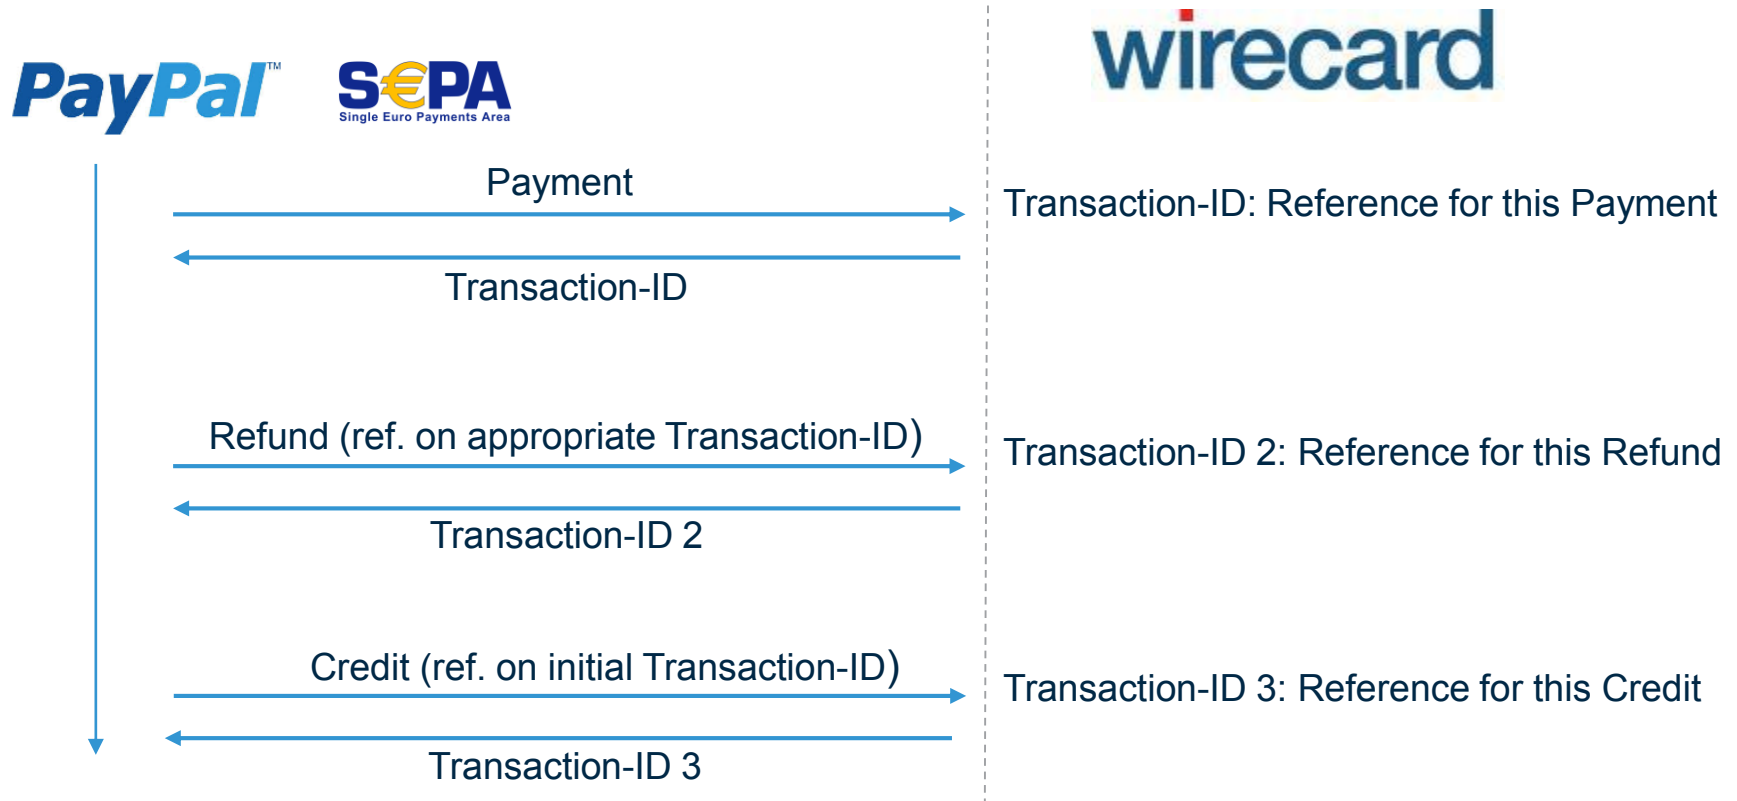 PayPal™
S€PA
Single Euro Payments Area
wirecard
Payment
Transaction-ID: Reference for this Payment
Transaction-ID
Refund (ref. on appropriate Transaction-ID)
Transaction-ID 2: Reference for this Refund
Transaction-ID 2
Credit (ref. on initial Transaction-ID)
Transaction-ID 3: Reference for this Credit
Transaction-ID 3